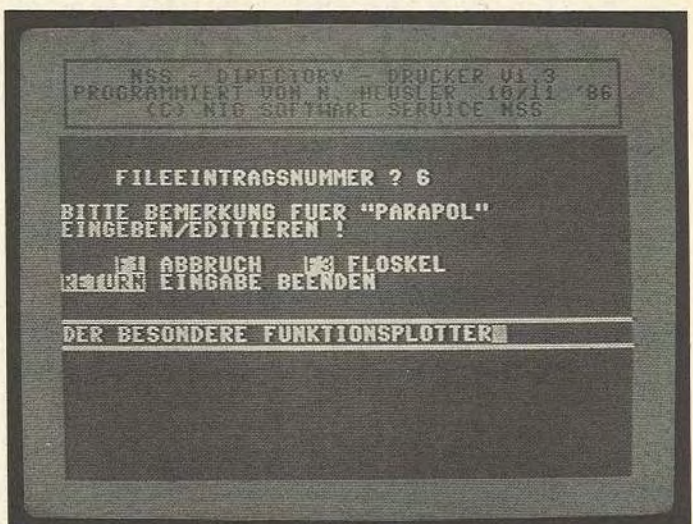 NSS - DIRECTORY - DRUCKER V1.3
PROGRAMMIERT VON N. HEUSLER 10/11 '86
(C) NIG SOFTWARE SERVICE NSS
FILEEINTRAGSNUMMER ? 6
BITTE BEMERKUNG FUER "PARAPOL"
EINGEBEN/EDITIEREN !
F1 ABBRUCH F3 FLOSKEL
RETURN EINGABE BEENDEN
DER BESONDERE FUNKTIONSPLOTTER